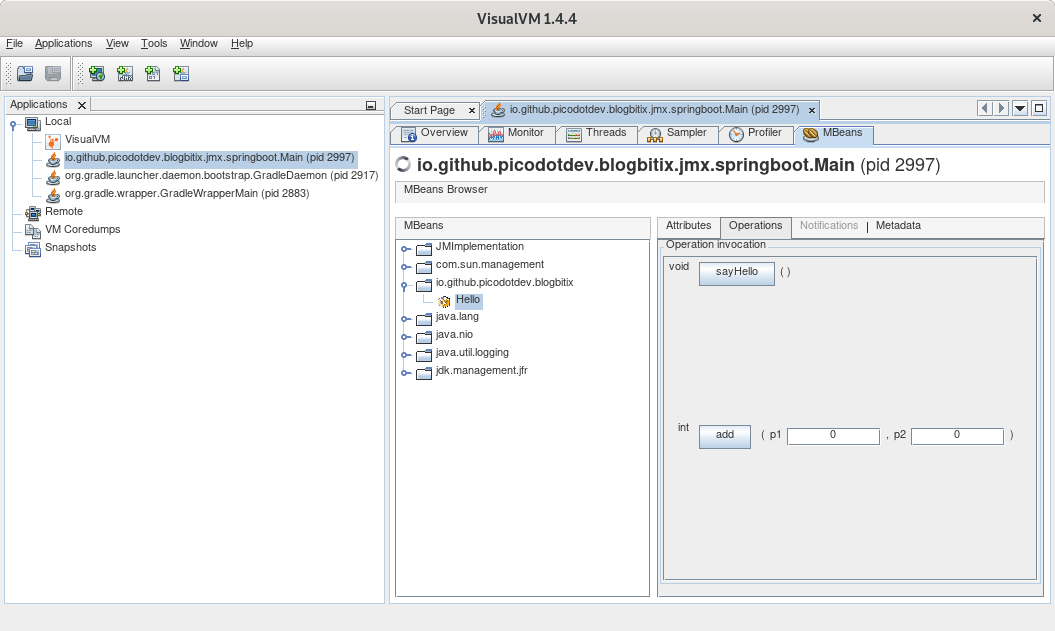 VisualVM 1.4.4
File Applications View Tools Window Help
Applications
Local
VisualVM
io.github.picodotdev.blogbitix.jmx.springboot.Main (pid 2997)
org.gradle.launcher.daemon.bootstrap.GradleDaemon (pid 2917)
org.gradle.wrapper.GradleWrapperMain (pid 2883)
Remote
VM Coredumps
Snapshots
Start Page io.github.picodotdev.blogbitix.jmx.springboot.Main (pid 2997)
Overview Monitor Threads Sampler Profiler MBeans
io.github.picodotdev.blogbitix.jmx.springboot.Main (pid 2997)
MBeans Browser
MBeans
JMImplementation
com.sun.management
io.github.picodotdev.blogbitix
Hello
java.lang
java.nio
java.util.logging
jdk.management.jfr
Attributes Operations Notifications Metadata
Operation invocation
void sayHello ( )
int add ( p1 0 , p2 0 )